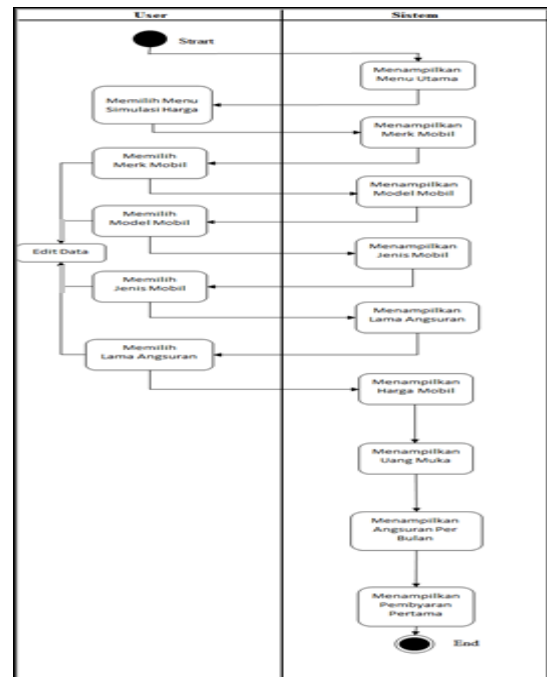 User
Sistem
Strart
Menampilkan
Menu Utama
Memilih Menu
Simulasi Harga
Menampilkan
Merk Mobil
Memilih
Merk Mobil
Menampilkan
Model Mobil
Memilih
Model Mobil
Edit Data
Menampilkan
Jenis Mobil
Memilih
Jenis Mobil
Menampilkan
Lama Angsuran
Memilih
Lama Angsuran
Menampilkan
Harga Mobil
Menampilkan
Uang Muka
Menampilkan
Angsuran Per
Bulan
Menampilkan
Pembyaran
Pertama
End